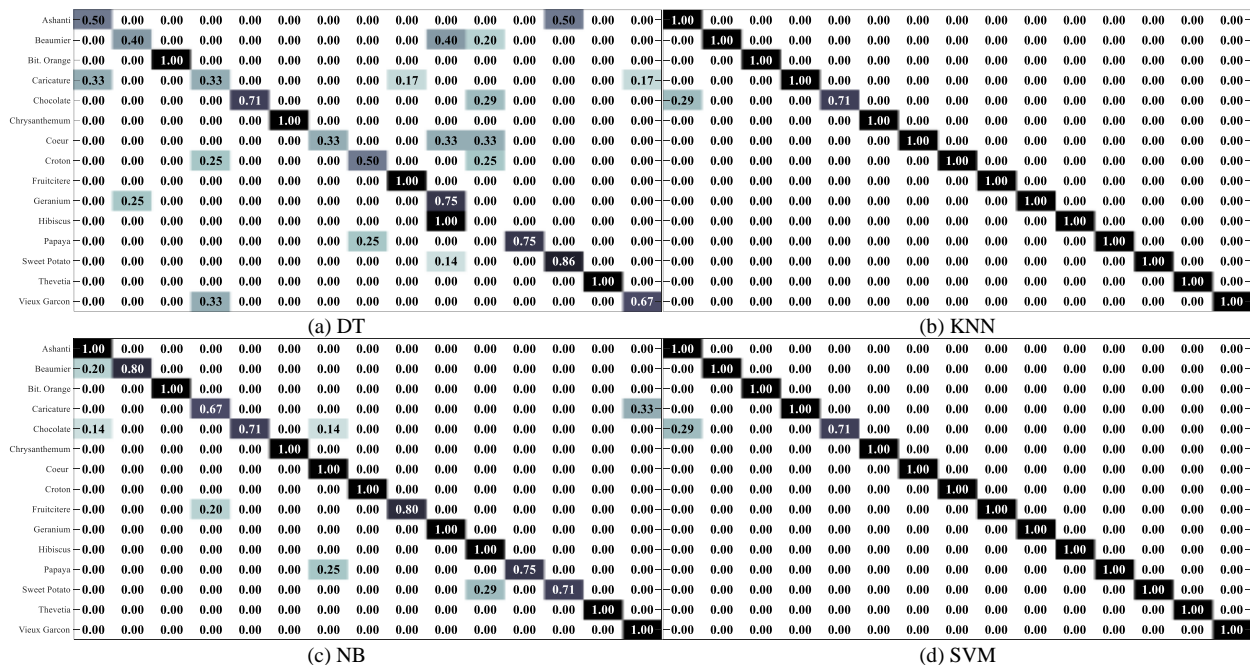 Ashanti 0.50 0.00 0.00 0.00 0.00 0.00 0.00 0.00 0.00 0.00 0.00 0.00 0.50 0.00 0.00 1.00 0.00 0.00 0.00 0.00 0.00 0.00 0.00 0.00 0.00 0.00 0.00 0.00 0.00 0.00
Beaumier 0.00 0.40 0.00 0.00 0.00 0.00 0.00 0.00 0.00 0.40 0.20 0.00 0.00 0.00 0.00 0.00 1.00 0.00 0.00 0.00 0.00 0.00 0.00 0.00 0.00 0.00 0.00 0.00 0.00 0.00
Bit. Orange 0.00 0.00 1.00 0.00 0.00 0.00 0.00 0.00 0.00 0.00 0.00 0.00 0.00 0.00 0.00 0.00 0.00 1.00 0.00 0.00 0.00 0.00 0.00 0.00 0.00 0.00 0.00 0.00 0.00 0.00
Caricature 0.33 0.00 0.00 0.33 0.00 0.00 0.00 0.00 0.17 0.00 0.00 0.00 0.00 0.00 0.17 0.00 0.00 0.00 1.00 0.00 0.00 0.00 0.00 0.00 0.00 0.00 0.00 0.00 0.00 0.00
Chocolate 0.00 0.00 0.00 0.00 0.71 0.00 0.00 0.00 0.00 0.00 0.29 0.00 0.00 0.00 0.00 0.29 0.00 0.00 0.00 0.71 0.00 0.00 0.00 0.00 0.00 0.00 0.00 0.00 0.00 0.00
Chrysanthemum 0.00 0.00 0.00 0.00 0.00 1.00 0.00 0.00 0.00 0.00 0.00 0.00 0.00 0.00 0.00 0.00 0.00 0.00 0.00 0.00 1.00 0.00 0.00 0.00 0.00 0.00 0.00 0.00 0.00 0.00
Coeur 0.00 0.00 0.00 0.00 0.00 0.00 0.33 0.00 0.00 0.33 0.33 0.00 0.00 0.00 0.00 0.00 0.00 0.00 0.00 0.00 0.00 1.00 0.00 0.00 0.00 0.00 0.00 0.00 0.00 0.00
Croton 0.00 0.00 0.00 0.25 0.00 0.00 0.00 0.50 0.00 0.00 0.25 0.00 0.00 0.00 0.00 0.00 0.00 0.00 0.00 0.00 0.00 0.00 1.00 0.00 0.00 0.00 0.00 0.00 0.00 0.00
Fruitcitere 0.00 0.00 0.00 0.00 0.00 0.00 0.00 0.00 1.00 0.00 0.00 0.00 0.00 0.00 0.00 0.00 0.00 0.00 0.00 0.00 0.00 0.00 0.00 1.00 0.00 0.00 0.00 0.00 0.00 0.00
Geranium 0.00 0.25 0.00 0.00 0.00 0.00 0.00 0.00 0.00 0.75 0.00 0.00 0.00 0.00 0.00 0.00 0.00 0.00 0.00 0.00 0.00 0.00 0.00 0.00 1.00 0.00 0.00 0.00 0.00 0.00
Hibiscus 0.00 0.00 0.00 0.00 0.00 0.00 0.00 0.00 0.00 1.00 0.00 0.00 0.00 0.00 0.00 0.00 0.00 0.00 0.00 0.00 0.00 0.00 0.00 0.00 0.00 1.00 0.00 0.00 0.00 0.00
Papaya 0.00 0.00 0.00 0.00 0.00 0.00 0.00 0.25 0.00 0.00 0.00 0.75 0.00 0.00 0.00 0.00 0.00 0.00 0.00 0.00 0.00 0.00 0.00 0.00 0.00 0.00 1.00 0.00 0.00 0.00
Sweet Potato 0.00 0.00 0.00 0.00 0.00 0.00 0.00 0.00 0.00 0.14 0.00 0.00 0.86 0.00 0.00 0.00 0.00 0.00 0.00 0.00 0.00 0.00 0.00 0.00 0.00 0.00 0.00 1.00 0.00 0.00
Thevetia 0.00 0.00 0.00 0.00 0.00 0.00 0.00 0.00 0.00 0.00 0.00 0.00 0.00 1.00 0.00 0.00 0.00 0.00 0.00 0.00 0.00 0.00 0.00 0.00 0.00 0.00 0.00 0.00 1.00 0.00
Vieux Garcon 0.00 0.00 0.00 0.33 0.00 0.00 0.00 0.00 0.00 0.00 0.00 0.00 0.00 0.00 0.67 0.00 0.00 0.00 0.00 0.00 0.00 0.00 0.00 0.00 0.00 0.00 0.00 0.00 0.00 1.00
(a) DT (b) KNN
Ashanti 1.00 0.00 0.00 0.00 0.00 0.00 0.00 0.00 0.00 0.00 0.00 0.00 0.00 0.00 0.00 1.00 0.00 0.00 0.00 0.00 0.00 0.00 0.00 0.00 0.00 0.00 0.00 0.00 0.00 0.00
Beaumier 0.20 0.80 0.00 0.00 0.00 0.00 0.00 0.00 0.00 0.00 0.00 0.00 0.00 0.00 0.00 0.00 1.00 0.00 0.00 0.00 0.00 0.00 0.00 0.00 0.00 0.00 0.00 0.00 0.00 0.00
Bit. Orange 0.00 0.00 1.00 0.00 0.00 0.00 0.00 0.00 0.00 0.00 0.00 0.00 0.00 0.00 0.00 0.00 0.00 1.00 0.00 0.00 0.00 0.00 0.00 0.00 0.00 0.00 0.00 0.00 0.00 0.00
Caricature 0.00 0.00 0.00 0.67 0.00 0.00 0.00 0.00 0.00 0.00 0.00 0.00 0.00 0.00 0.33 0.00 0.00 0.00 1.00 0.00 0.00 0.00 0.00 0.00 0.00 0.00 0.00 0.00 0.00 0.00
Chocolate 0.14 0.00 0.00 0.00 0.71 0.00 0.14 0.00 0.00 0.00 0.00 0.00 0.00 0.00 0.00 0.29 0.00 0.00 0.00 0.71 0.00 0.00 0.00 0.00 0.00 0.00 0.00 0.00 0.00 0.00
Chrysanthemum 0.00 0.00 0.00 0.00 0.00 1.00 0.00 0.00 0.00 0.00 0.00 0.00 0.00 0.00 0.00 0.00 0.00 0.00 0.00 0.00 1.00 0.00 0.00 0.00 0.00 0.00 0.00 0.00 0.00 0.00
Coeur 0.00 0.00 0.00 0.00 0.00 0.00 1.00 0.00 0.00 0.00 0.00 0.00 0.00 0.00 0.00 0.00 0.00 0.00 0.00 0.00 0.00 1.00 0.00 0.00 0.00 0.00 0.00 0.00 0.00 0.00
Croton 0.00 0.00 0.00 0.00 0.00 0.00 0.00 1.00 0.00 0.00 0.00 0.00 0.00 0.00 0.00 0.00 0.00 0.00 0.00 0.00 0.00 0.00 1.00 0.00 0.00 0.00 0.00 0.00 0.00 0.00
Fruitcitere 0.00 0.00 0.00 0.20 0.00 0.00 0.00 0.00 0.80 0.00 0.00 0.00 0.00 0.00 0.00 0.00 0.00 0.00 0.00 0.00 0.00 0.00 0.00 1.00 0.00 0.00 0.00 0.00 0.00 0.00
Geranium 0.00 0.00 0.00 0.00 0.00 0.00 0.00 0.00 0.00 1.00 0.00 0.00 0.00 0.00 0.00 0.00 0.00 0.00 0.00 0.00 0.00 0.00 0.00 0.00 1.00 0.00 0.00 0.00 0.00 0.00
Hibiscus 0.00 0.00 0.00 0.00 0.00 0.00 0.00 0.00 0.00 0.00 1.00 0.00 0.00 0.00 0.00 0.00 0.00 0.00 0.00 0.00 0.00 0.00 0.00 0.00 0.00 1.00 0.00 0.00 0.00 0.00
Papaya 0.00 0.00 0.00 0.00 0.00 0.00 0.25 0.00 0.00 0.00 0.00 0.75 0.00 0.00 0.00 0.00 0.00 0.00 0.00 0.00 0.00 0.00 0.00 0.00 0.00 0.00 1.00 0.00 0.00 0.00
Sweet Potato 0.00 0.00 0.00 0.00 0.00 0.00 0.00 0.00 0.00 0.00 0.29 0.00 0.71 0.00 0.00 0.00 0.00 0.00 0.00 0.00 0.00 0.00 0.00 0.00 0.00 0.00 0.00 1.00 0.00 0.00
Thevetia 0.00 0.00 0.00 0.00 0.00 0.00 0.00 0.00 0.00 0.00 0.00 0.00 0.00 1.00 0.00 0.00 0.00 0.00 0.00 0.00 0.00 0.00 0.00 0.00 0.00 0.00 0.00 0.00 1.00 0.00
Vieux Garcon 0.00 0.00 0.00 0.00 0.00 0.00 0.00 0.00 0.00 0.00 0.00 0.00 0.00 0.00 1.00 0.00 0.00 0.00 0.00 0.00 0.00 0.00 0.00 0.00 0.00 0.00 0.00 0.00 0.00 1.00
(c) NB (d) SVM